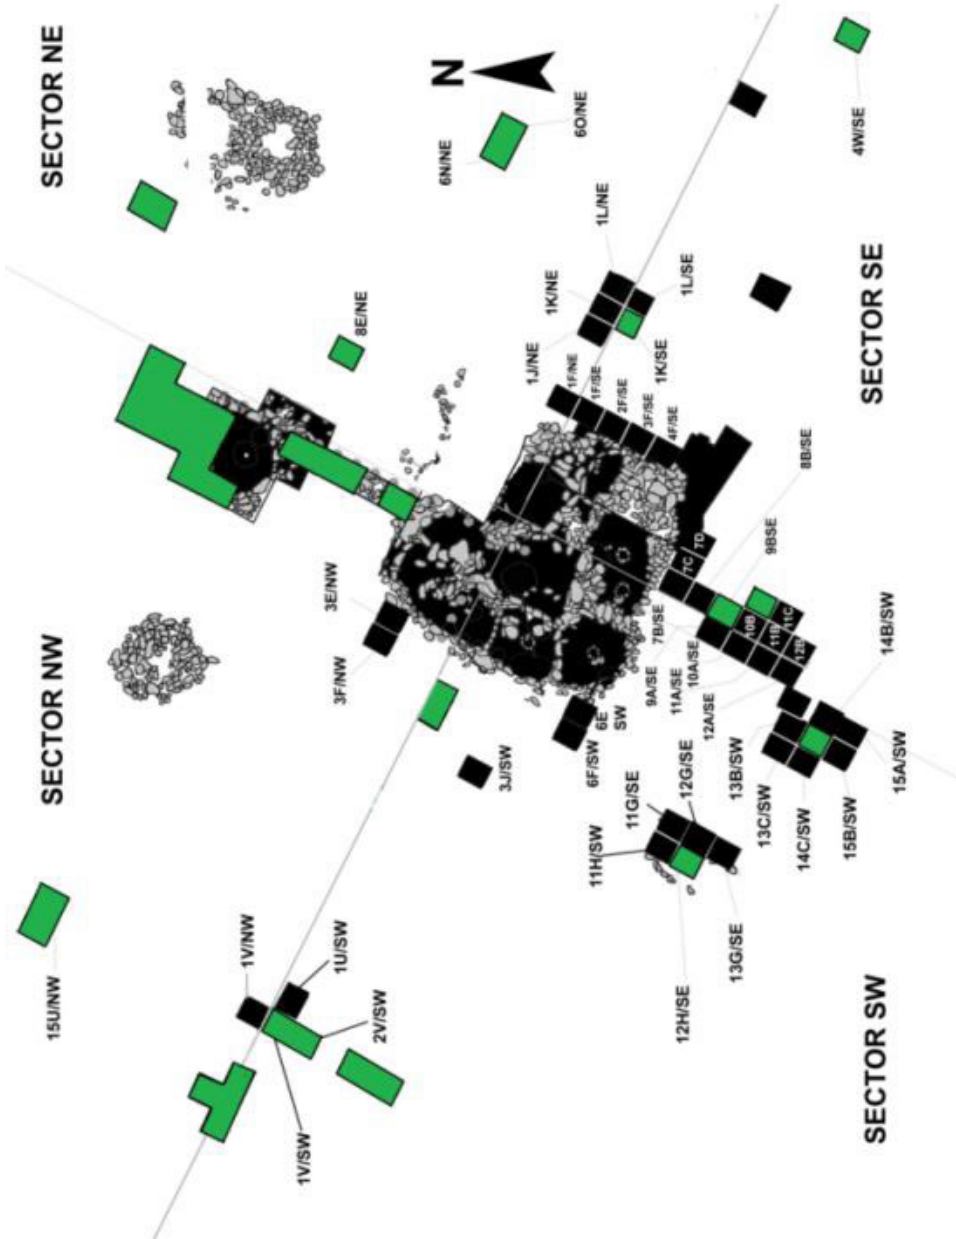 SECTOR NW
SECTOR NE
15U/NW
1V/NW
1U/SW
2V/SW
1V/SW
3F/NW
3E/NW
8E/NE
N
6N/NE
6O/NE
1L/NE
1K/NE
1J/NE
1F/NE
1F/SE
2F/SE
3F/SE
4F/SE
1K/SE
1L/SE
4W/SE
SECTOR SE
3J/SW
6F/SW
6E
SW
7B/SE
7C
7D
8B/SE
9BSE
9A/SE
10A/SE
10B
11A/SE
11B
11C
12A/SE
12B
11H/SW
11G/SE
12G/SE
12H/SE
13G/SE
13B/SW
13C/SW
14C/SW
14B/SW
15B/SW
15A/SW
SECTOR SW